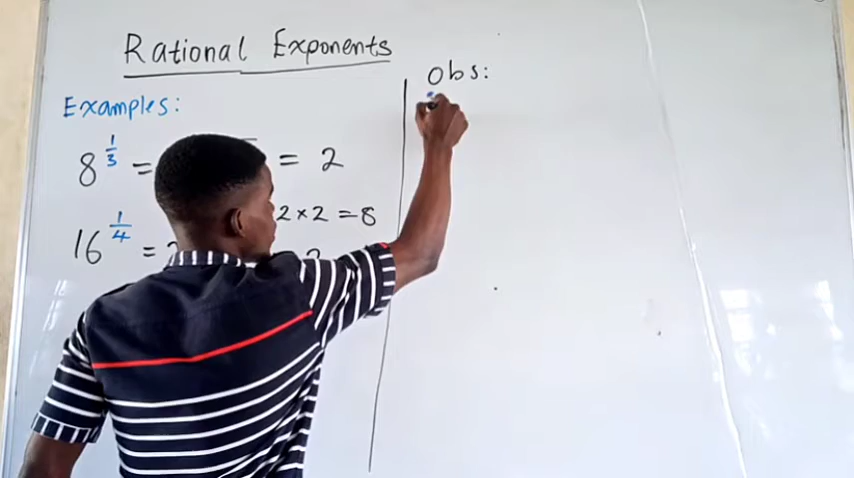 Rational Exponents
Examples:
8^(1/3) = = 2
2 × 2 = 8
16^(1/4) =
Obs: